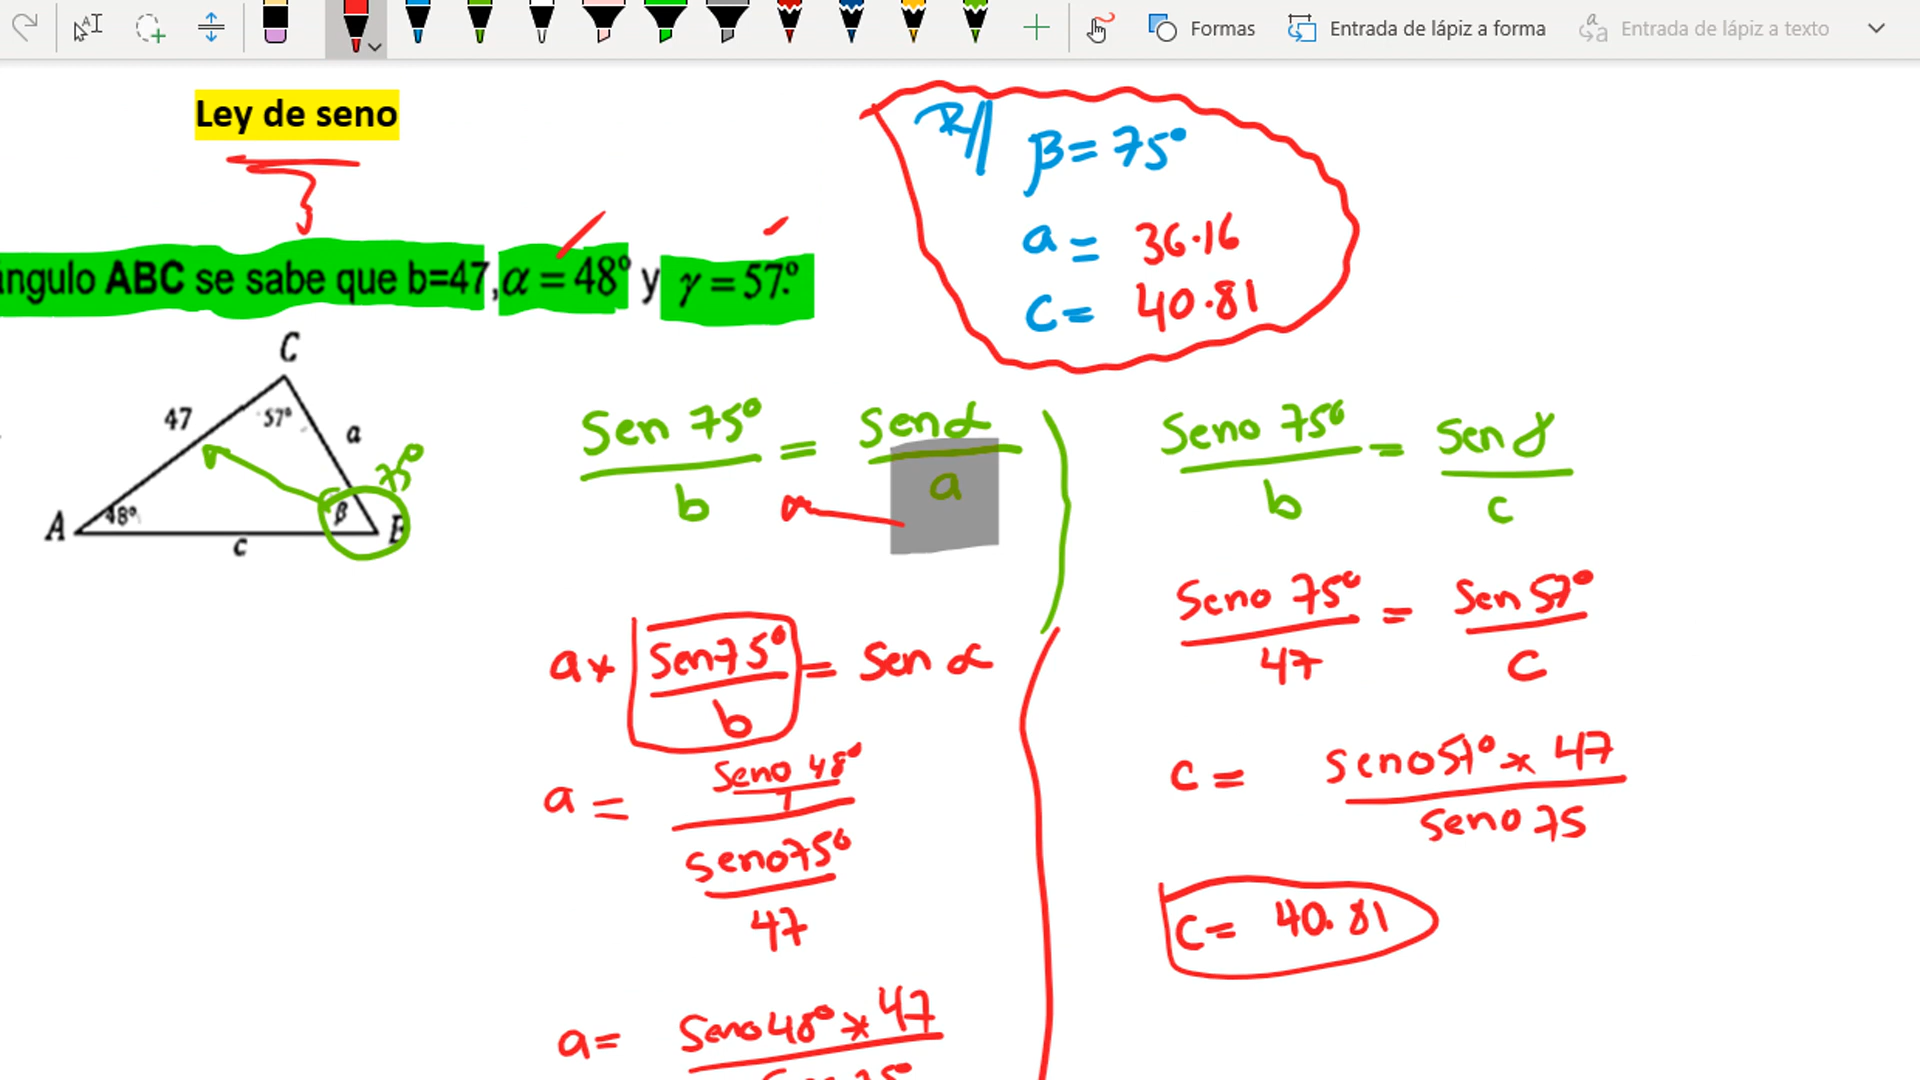 Formas
Entrada de lápiz a forma
Entrada de lápiz a texto
Ley de seno
ángulo ABC se sabe que b=47, α = 48° y γ = 57°.
R//
β = 75°
a = 36.16
c = 40.81
C
47
57°
a
75°
A
48°
β
B
c
Sen 75° = Sen α
b
a
a * Sen 75° = Sen α
b
a = Seno 48°
1
Seno 75°
47
a = Seno 48° * 47
Seno 75° = Sen γ
b
c
Seno 75° = Sen 57°
47
C
c = Seno 57° * 47
Seno 75
C = 40.81